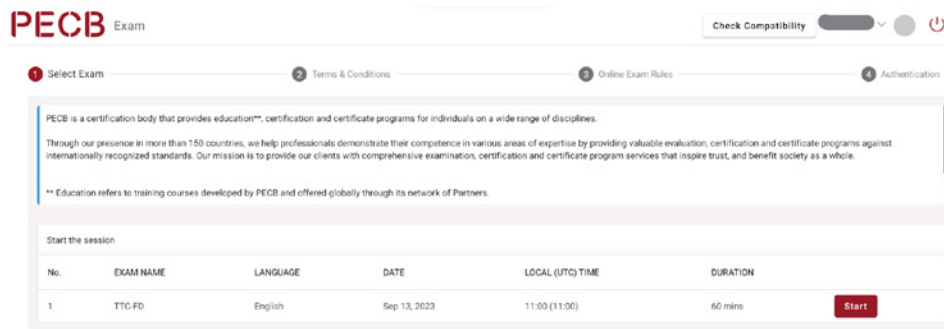 PECB Exam
Check Compatibility
1 Select Exam 2 Terms & Conditions 3 Online Exam Rules 4 Authentication
PECB is a certification body that provides education**, certification and certificate programs for individuals on a wide range of disciplines.
Through our presence in more than 150 countries, we help professionals demonstrate their competence in various areas of expertise by providing valuable evaluation, certification and certificate programs against
internationally recognized standards. Our mission is to provide our clients with comprehensive examination, certification and certificate program services that inspire trust, and benefit society as a whole.
** Education refers to training courses developed by PECB and offered globally through its network of Partners.
Start the session
No. EXAM NAME LANGUAGE DATE LOCAL (UTC) TIME DURATION
1 TTC-FD English Sep 13, 2023 11:00 (11:00) 60 mins Start